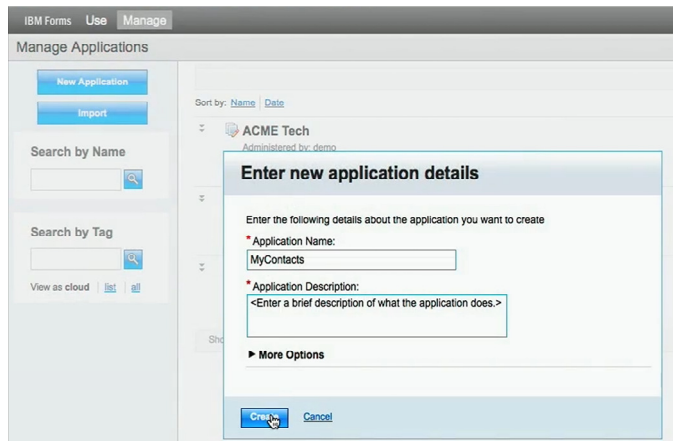 IBM Forms Use Manage
Manage Applications
New Application
Import
Search by Name
Search by Tag
View as cloud | list | all
Sort by: Name | Date
ACME Tech
Administered by: demo
Enter new application details
Enter the following details about the application you want to create
* Application Name:
MyContacts
* Application Description:
<Enter a brief description of what the application does.>
More Options
Cancel